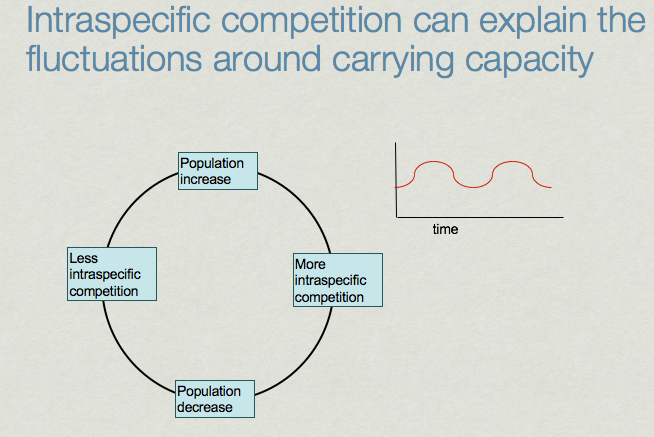 Intraspecific competition can explain the
fluctuations around carrying capacity
Population
increase
Less
intraspecific
competition
More
intraspecific
competition
Population
decrease
time